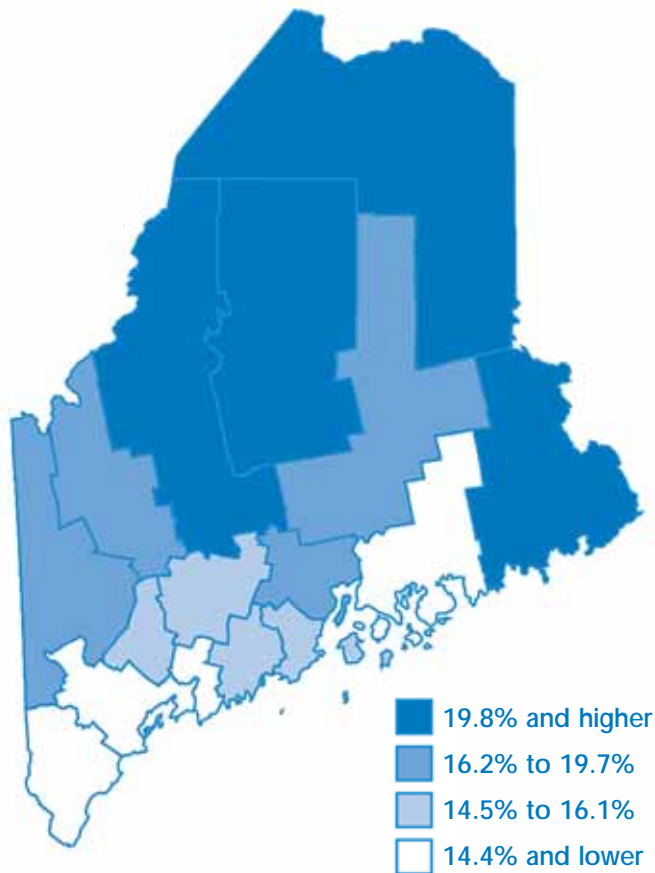 19.8% and higher
16.2% to 19.7%
14.5% to 16.1%
14.4% and lower